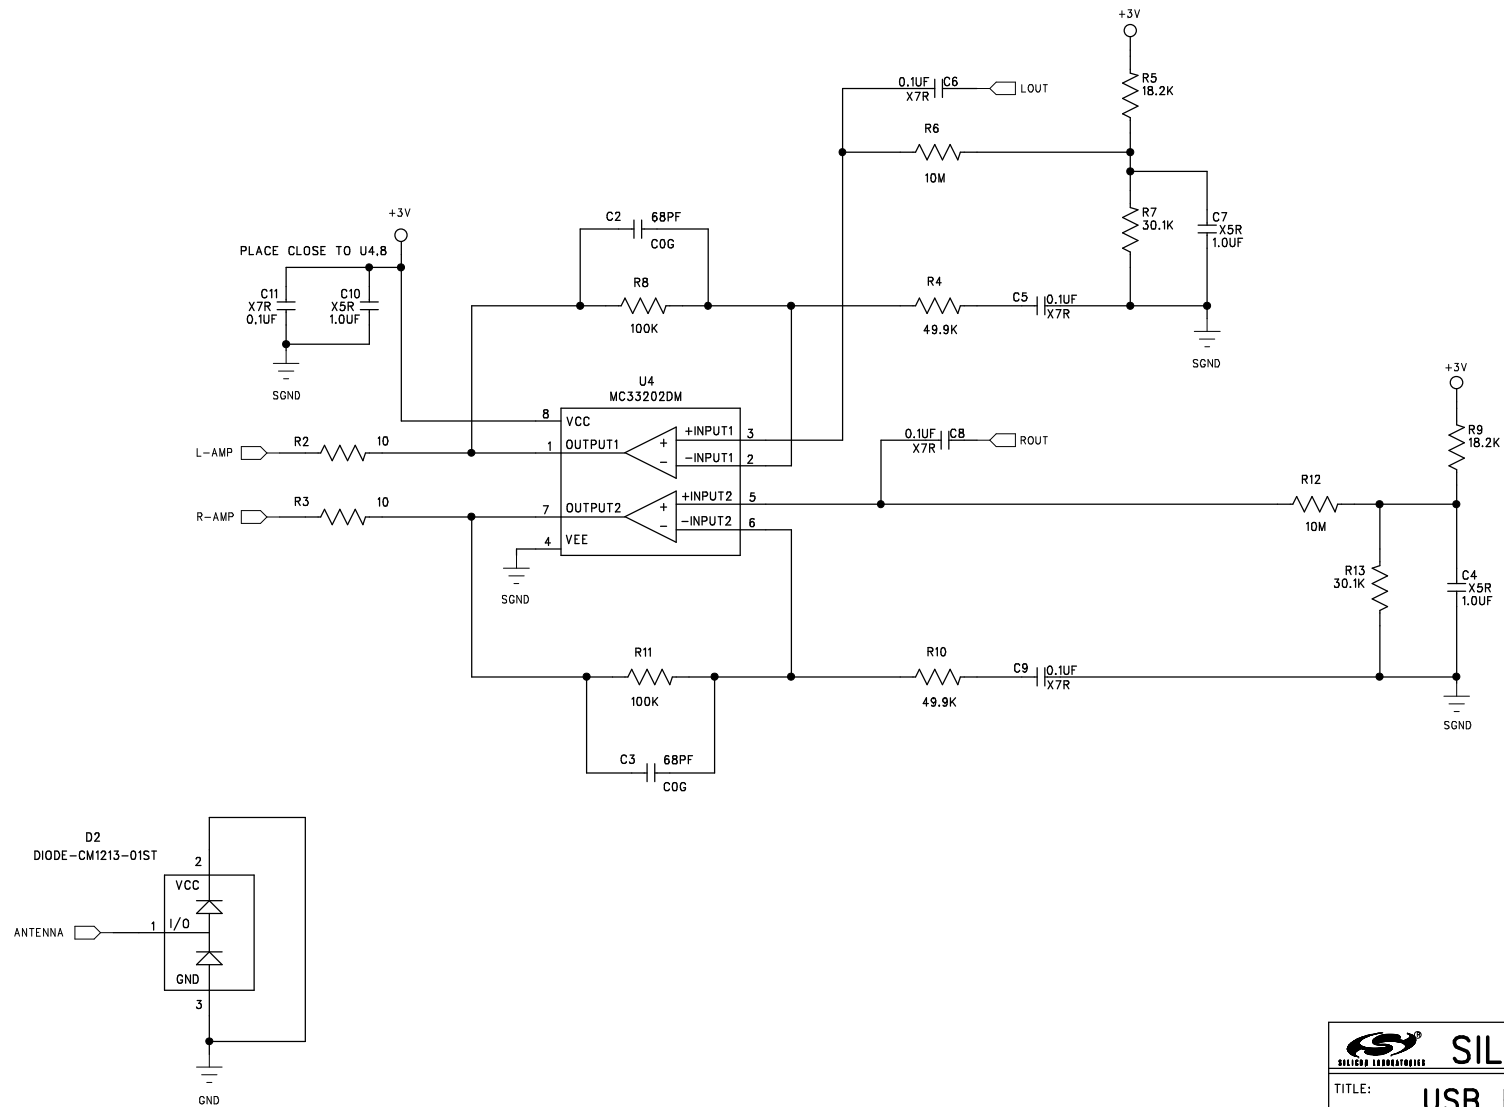 +3V
R5
18.2K
0.1UF C6
X7R
LOUT
R6
10M
R7
30.1K
C7
X5R
1.0UF
+3V
C2 68PF
C0G
PLACE CLOSE TO U4.8
C11
X7R
0.1UF
C10
X5R
1.0UF
R8
100K
R4
49.9K
C5 0.1UF
X7R
SGND
SGND
+3V
U4
MC33202DM
8 VCC
R9
18.2K
L-AMP
R2 10
1 OUTPUT1
+
-
+INPUT1 3
-INPUT1 2
0.1UF C8
X7R
ROUT
R-AMP
R3 10
7 OUTPUT2
+
-
+INPUT2 5
-INPUT2 6
R12
10M
4 VEE
SGND
R13
30.1K
C4
X5R
1.0UF
R11
100K
R10
49.9K
C9 0.1UF
X7R
SGND
C3 68PF
C0G
D2
DIODE-CM1213-01ST
2
VCC
ANTENNA
1 I/O
GND
3
GND
SILICON LABORATORIES
®
SIL
TITLE:
USB